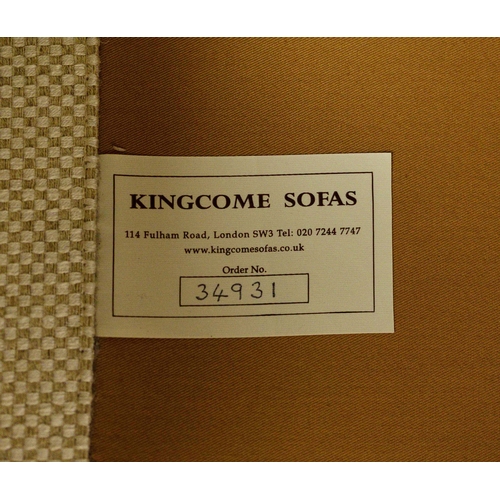 KINGCOME SOFAS
114 Fulham Road, London SW3 Tel: 020 7244 7747
www.kingcomesofas.co.uk
Order No.
34931